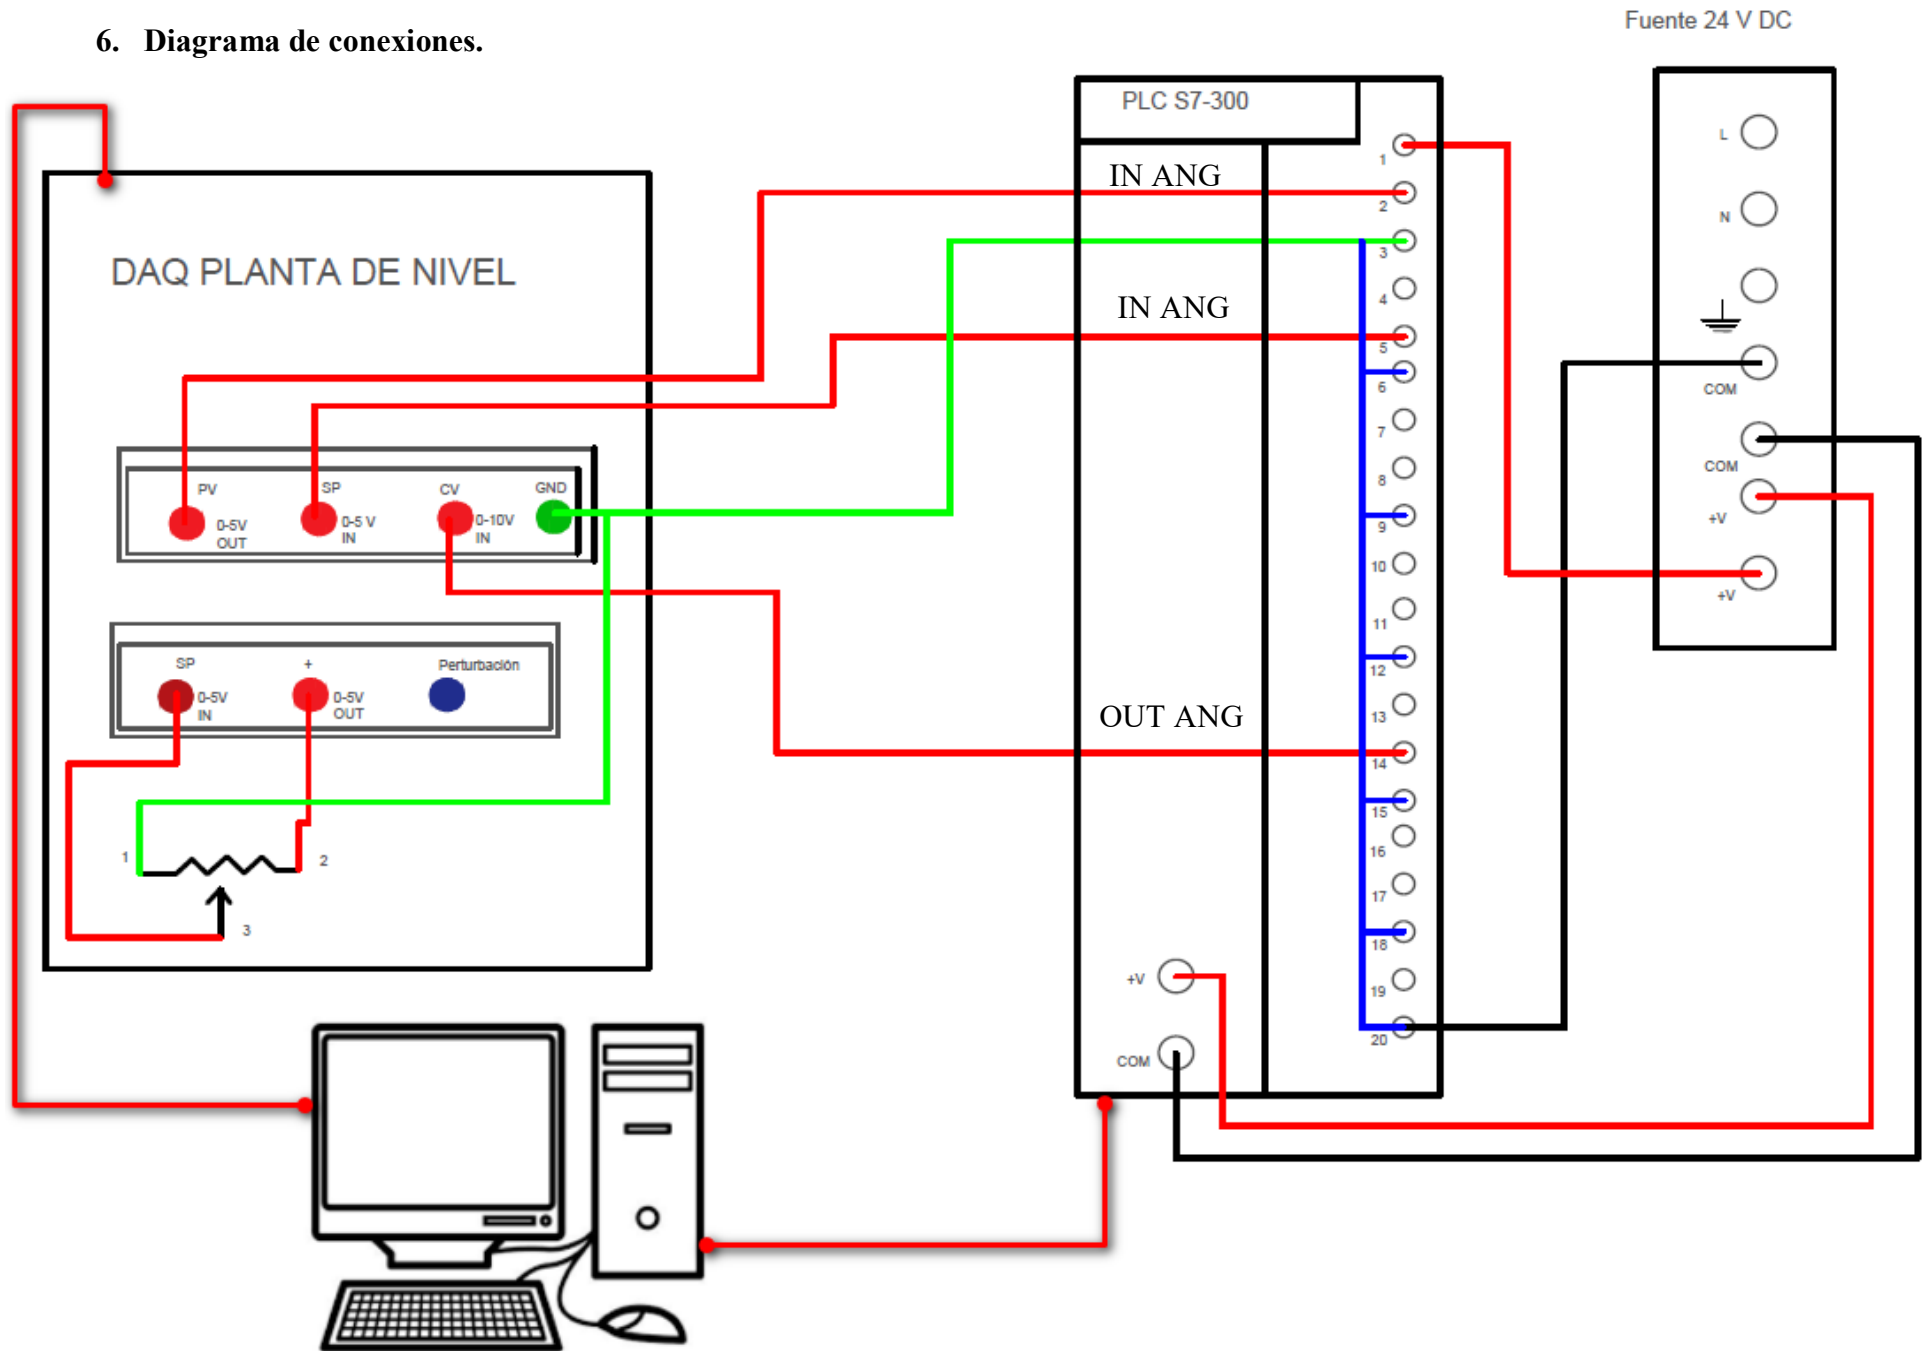 6. Diagrama de conexiones.
Fuente 24 V DC
PLC S7-300
L
N
COM
COM
+V
+V
1
IN ANG
2
3
4
IN ANG
5
6
7
8
9
10
11
12
13
OUT ANG
14
15
16
17
18
19
20
+V
COM
DAQ PLANTA DE NIVEL
PV
SP
CV
GND
0-5V
OUT
0-5 V
IN
0-10V
IN
SP
+
Perturbación
0-5V
IN
0-5V
OUT
1
2
3